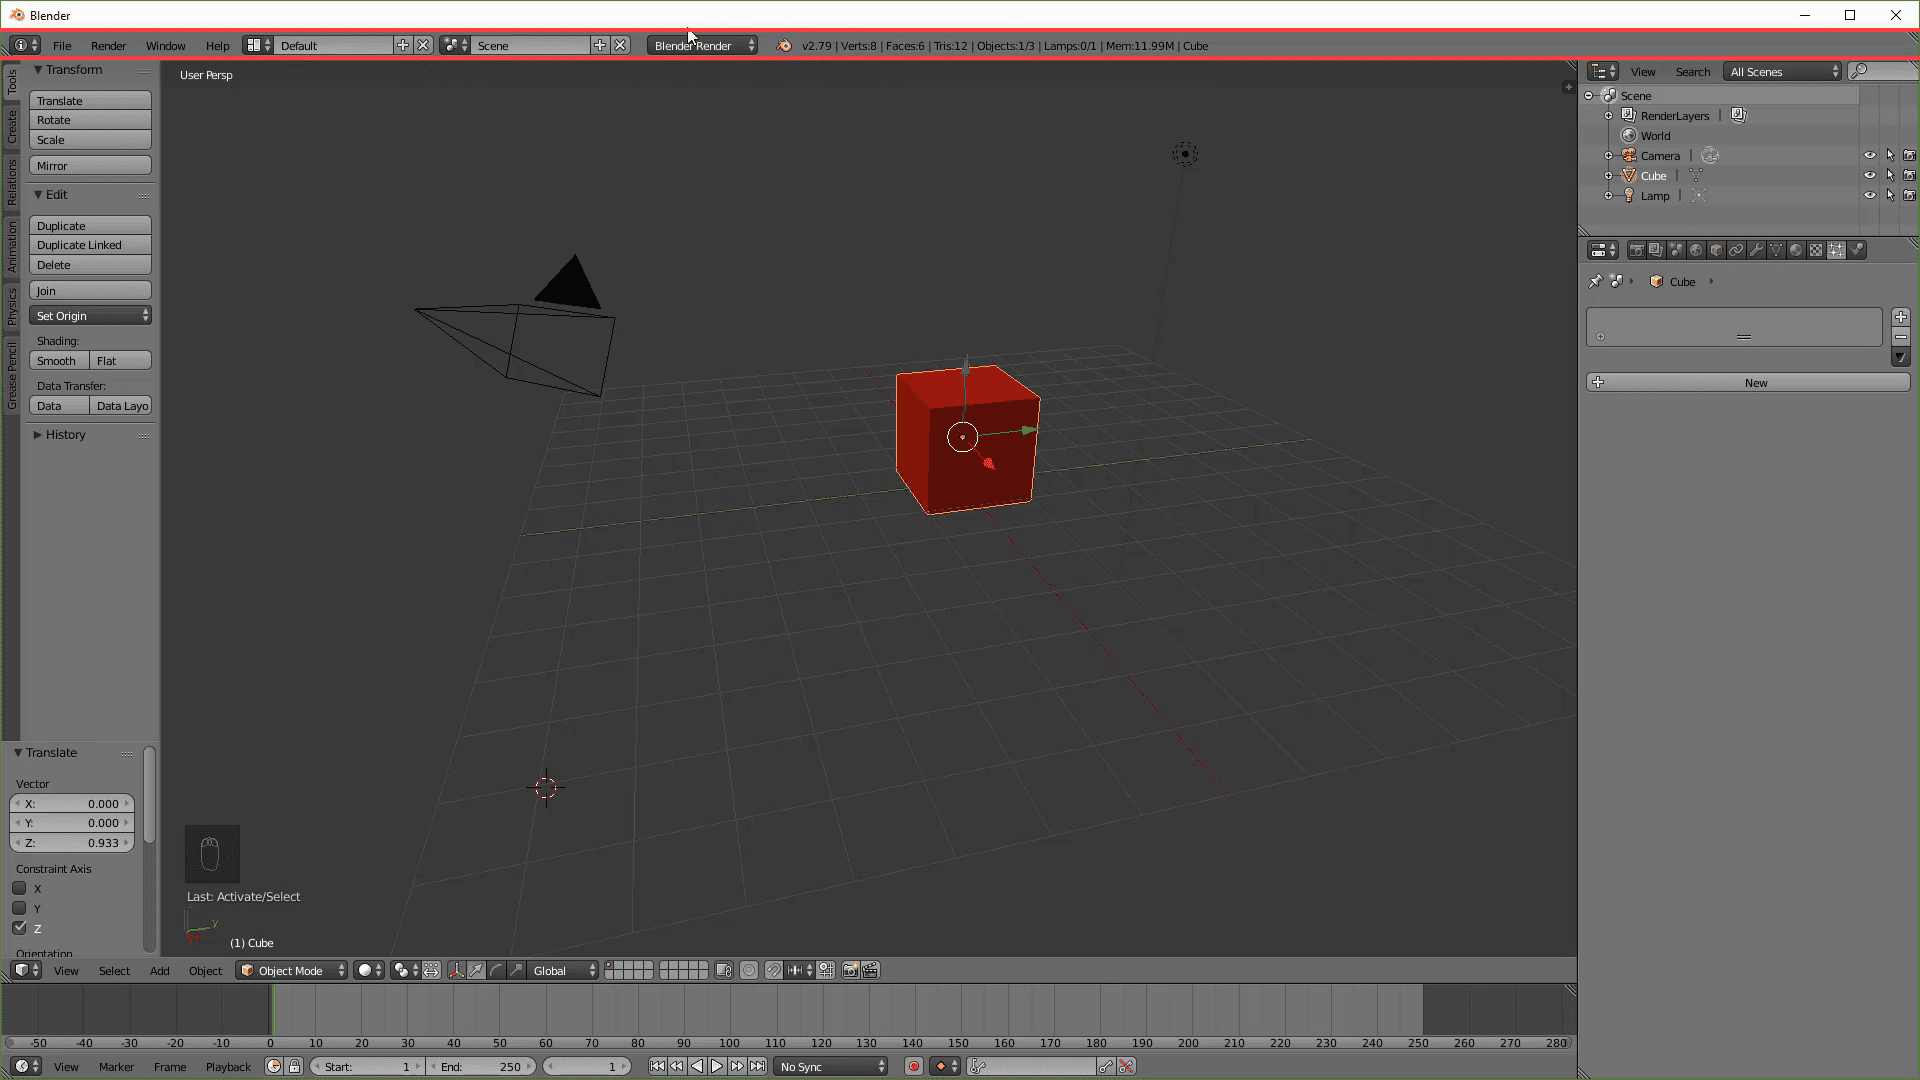 Blender
File Render Window Help Default Scene Blender Render v2.79 | Verts:8 | Faces:6 | Tris:12 | Objects:1/3 | Lamps:0/1 | Mem:11.99M | Cube
Tools
Create
Relations
Animation
Physics
Grease Pencil
Transform
Translate
Rotate
Scale
Mirror
Edit
Duplicate
Duplicate Linked
Delete
Join
Set Origin
Shading:
Smooth Flat
Data Transfer:
Data Data Layo
History
Translate
Vector
X: 0.000
Y: 0.000
Z: 0.933
Constraint Axis
X
Y
Z
Orientation
User Persp
Last: Activate/Select
y
(1) Cube
View Select Add Object Object Mode Global
View Search All Scenes
Scene
RenderLayers
World
Camera
Cube
Lamp
Cube
New
-50 -40 -30 -20 -10 0 10 20 30 40 50 60 70 80 90 100 110 120 130 140 150 160 170 180 190 200 210 220 230 240 250 260 270 280
View Marker Frame Playback Start: 1 End: 250 1 No Sync